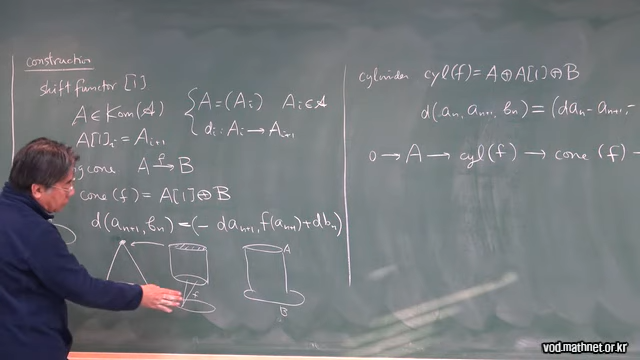 construction
shift functor [1]
A ∈ Kom(𝒜)
A[1]ᵢ = Aᵢ₊₁
{ A = (Aᵢ) Aᵢ ∈ 𝒜
dᵢ : Aᵢ → Aᵢ₊₁
cone A →f B
cone (f) = A[1] ⊕ B
d(aₙ₊₁, bₙ) = (− daₙ₊₁, f(aₙ₊₁) + dbₙ)
f
A
B
cylinder cyl(f) = A ⊕ A[1] ⊕ B
d(aₙ, aₙ₊₁, bₙ) = (daₙ − aₙ₊₁, −
0 → A → cyl(f) → cone (f) →
vod.mathnet.or.kr